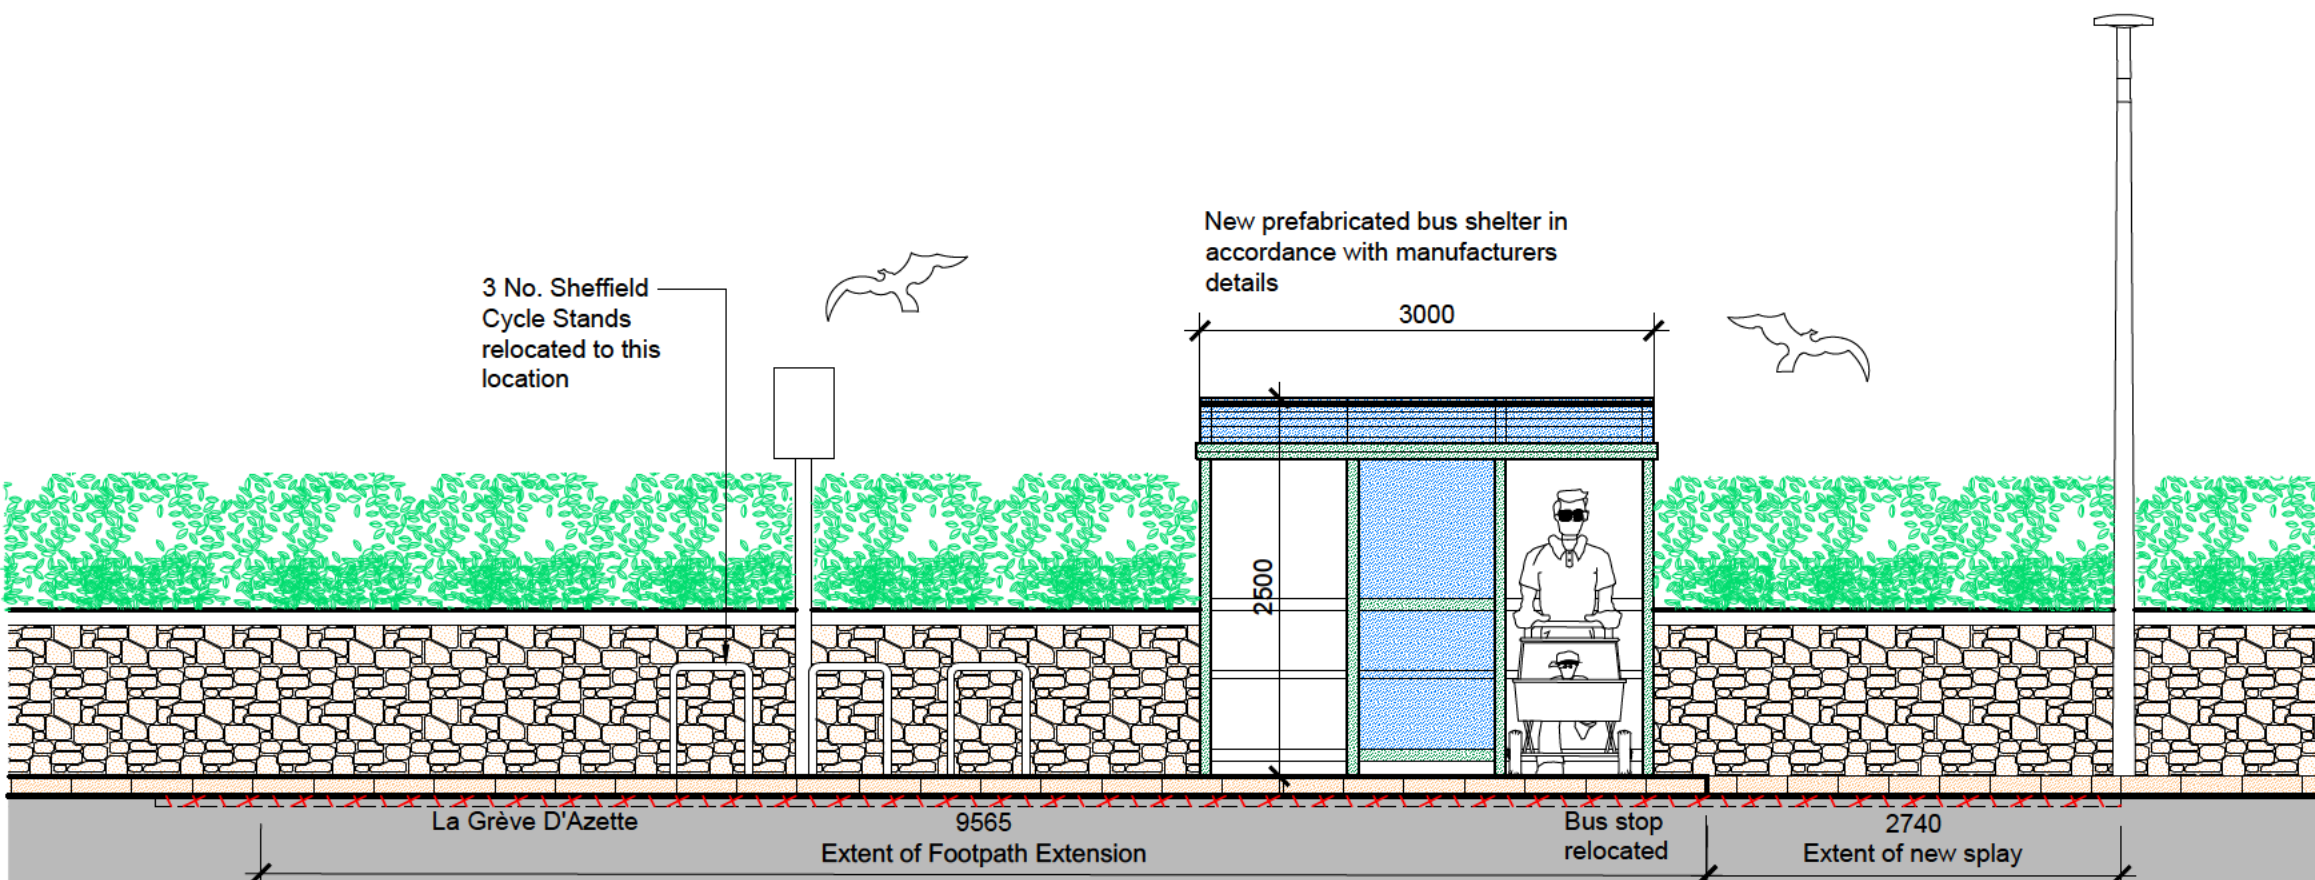 New prefabricated bus shelter in
accordance with manufacturers
details
3000
3 No. Sheffield
Cycle Stands
relocated to this
location
2500
La Grève D'Azette
9565
Extent of Footpath Extension
Bus stop
relocated
2740
Extent of new splay